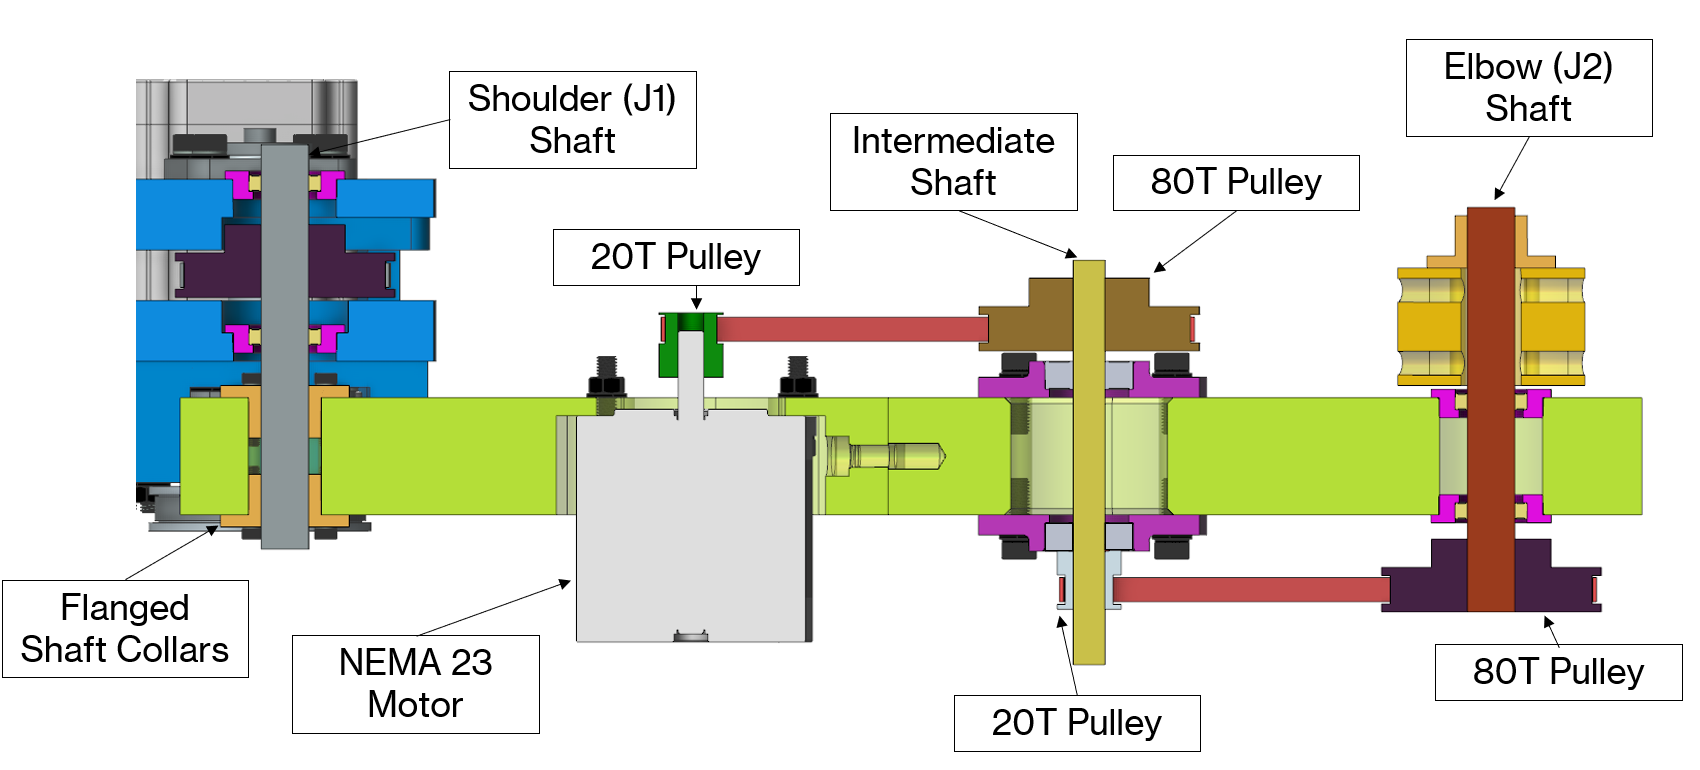 Elbow (J2)
Shaft
Shoulder (J1)
Shaft
Intermediate
Shaft
80T Pulley
20T Pulley
Flanged
Shaft Collars
NEMA 23
Motor
80T Pulley
20T Pulley